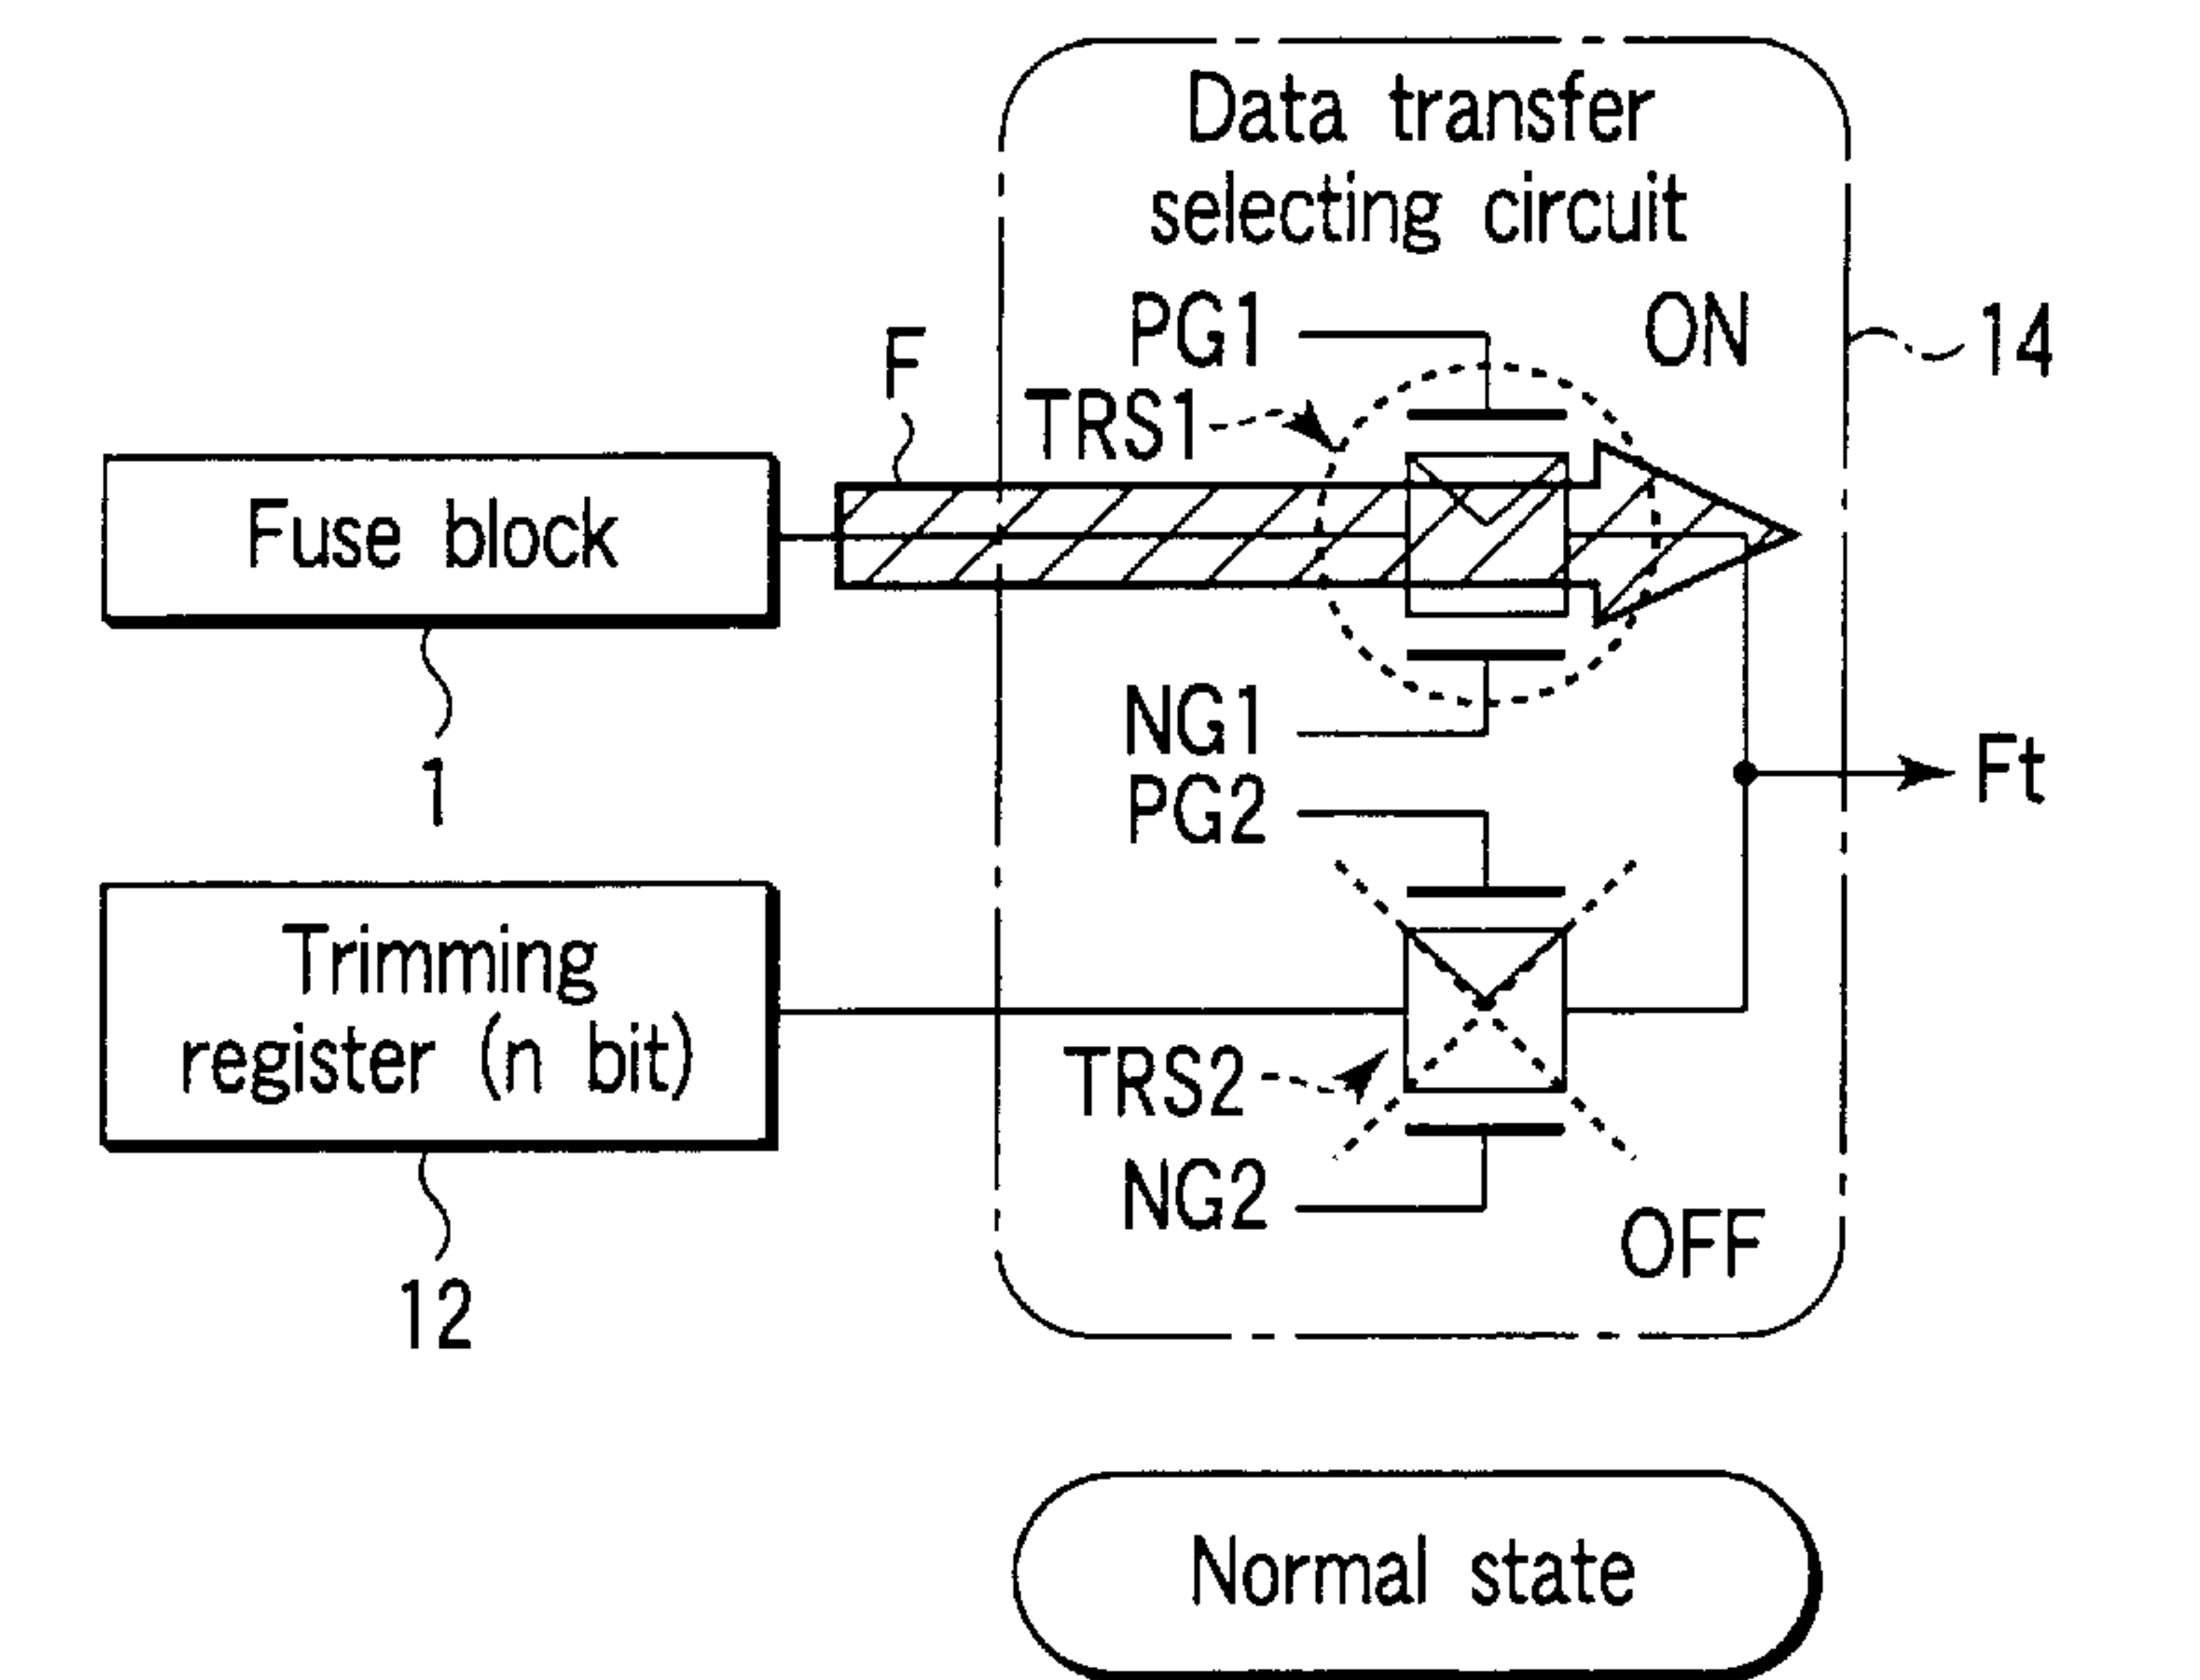 Data transfer
selecting circuit
PG1
ON
14
F
TRS1
Fuse block
NG1
1
PG2
Ft
Trimming
register (n bit)
TRS2
NG2
OFF
12
Normal state